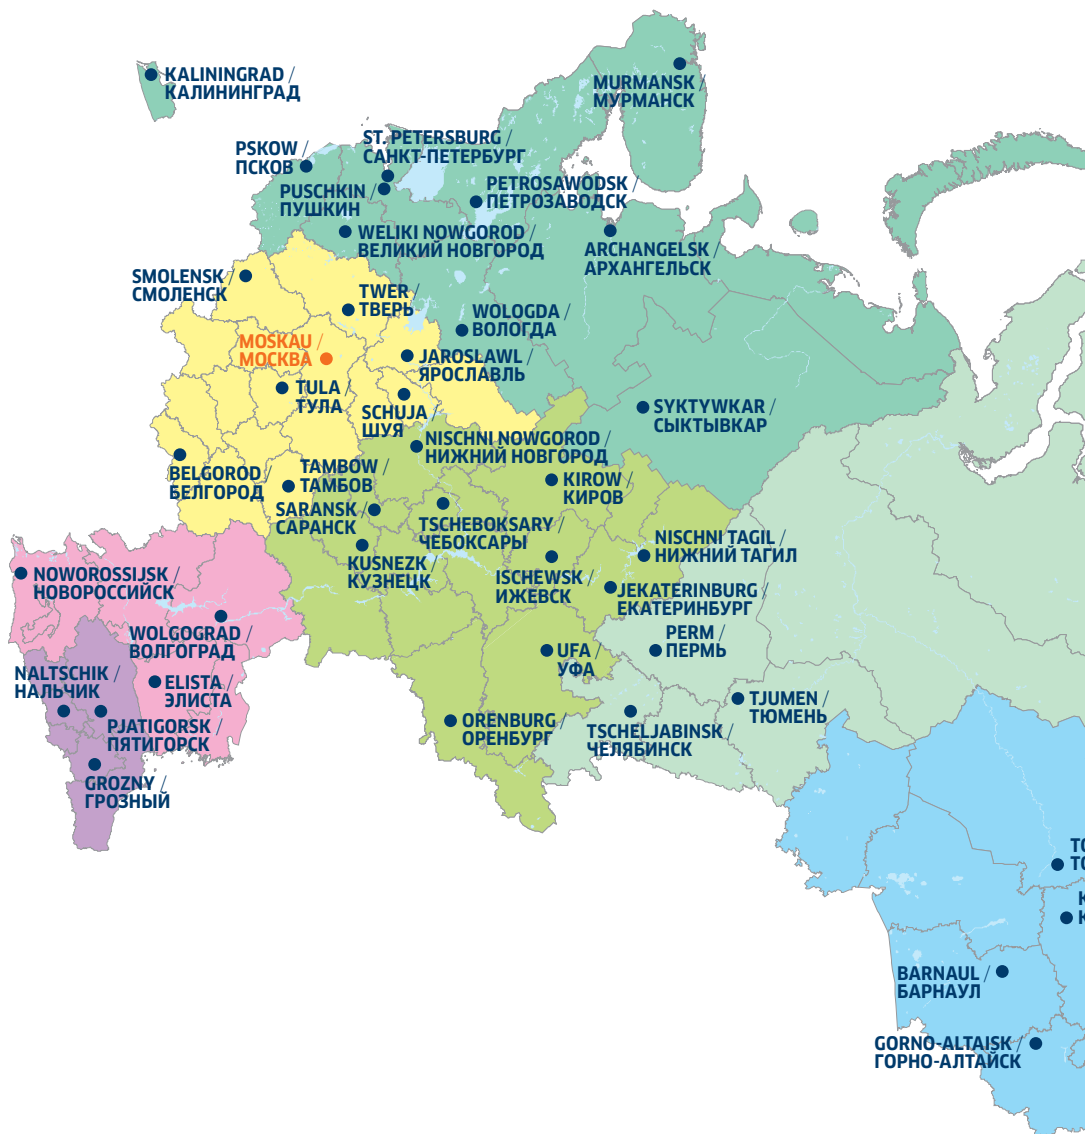 KALININGRAD /
КАЛИНИНГРАД
MURMANSK /
МУРМАНСК
ST. PETERSBURG /
САНКТ-ПЕТЕРБУРГ
PSKOW /
ПСКОВ
PUSCHKIN /
ПУШКИН
PETROSAWODSK /
ПЕТРОЗАВОДСК
WELIKI NOWGOROD /
ВЕЛИКИЙ НОВГОРОД
ARCHANGELSK /
АРХАНГЕЛЬСК
SMOLENSK /
СМОЛЕНСК
TWER /
ТВЕРЬ
WOLOGDA /
ВОЛОГДА
MOSKAU /
МОСКВА
JAROSLAWL /
ЯРОСЛАВЛЬ
TULA /
ТУЛА
SCHUJA /
ШУЯ
SYKTYWKAR /
СЫКТЫВКАР
NISCHNI NOWGOROD /
НИЖНИЙ НОВГОРОД
BELGOROD /
БЕЛГОРОД
TAMBOW /
ТАМБОВ
KIROW /
КИРОВ
SARANSK /
САРАНСК
TSCHEBOKSARY /
ЧЕБОКСАРЫ
NISCHNI TAGIL /
НИЖНИЙ ТАГИЛ
KUSNEZK /
КУЗНЕЦК
ISCHEWSK /
ИЖЕВСК
NOWOROSSIJSK /
НОВОРОССИЙСК
JEKATERINBURG /
ЕКАТЕРИНБУРГ
WOLGOGRAD /
ВОЛГОГРАД
PERM /
ПЕРМЬ
UFA /
УФА
NALTSCHIK /
НАЛЬЧИК
ELISTA /
ЭЛИСТА
TJUMEN /
ТЮМЕНЬ
PJATIGORSK /
ПЯТИГОРСК
ORENBURG /
ОРЕНБУРГ
TSCHELJABINSK /
ЧЕЛЯБИНСК
GROZNY /
ГРОЗНЫЙ
BARNAUL /
БАРНАУЛ
GORNO-ALTAISK /
ГОРНО-АЛТАЙСК